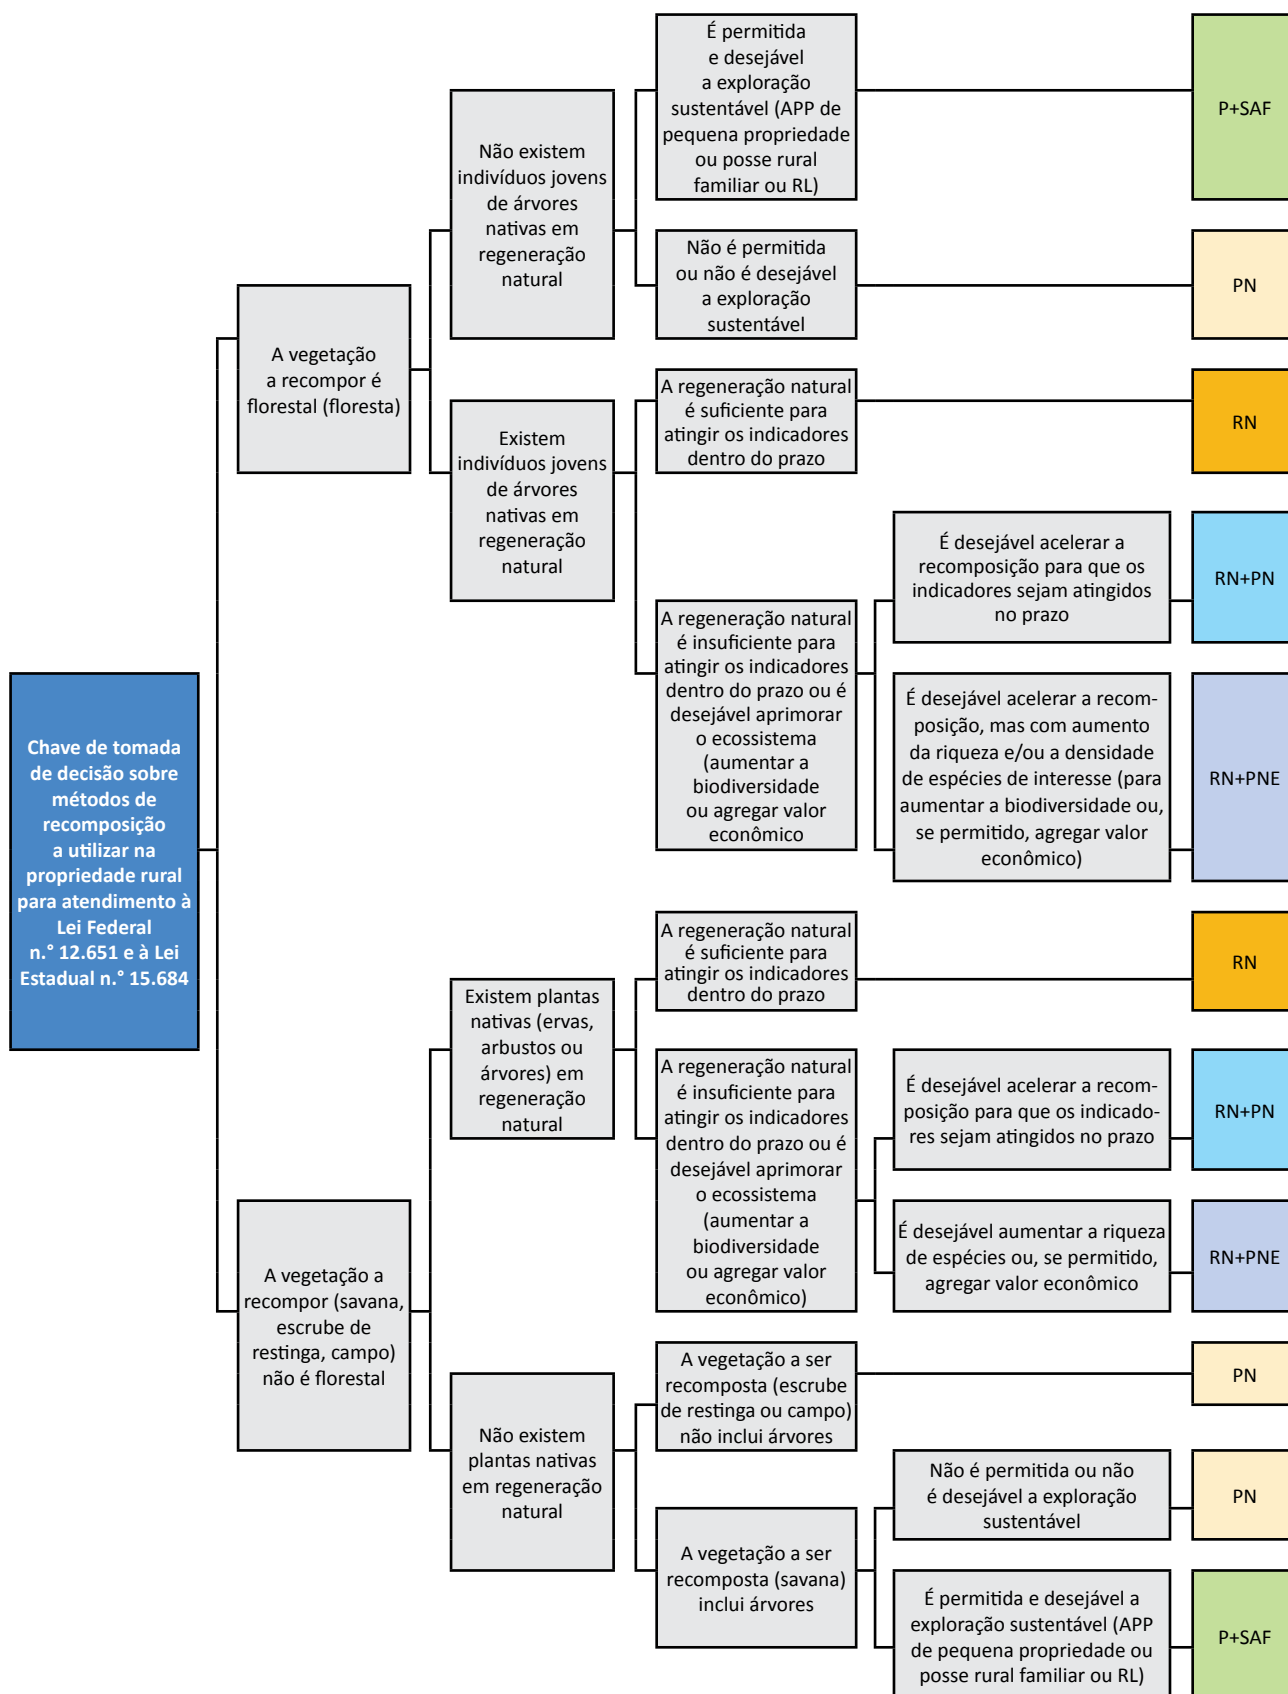 Chave de tomada
de decisão sobre
métodos de
recomposição
a utilizar na
propriedade rural
para atendimento à
Lei Federal
n.° 12.651 e à Lei
Estadual n.° 15.684
A vegetação
a recompor é
florestal (floresta)
Não existem
indivíduos jovens
de árvores
nativas em
regeneração
natural
É permitida
e desejável
a exploração
sustentável (APP de
pequena propriedade
ou posse rural
familiar ou RL)
P+SAF
Não é permitida
ou não é desejável
a exploração
sustentável
PN
Existem
indivíduos jovens
de árvores
nativas em
regeneração
natural
A regeneração natural
é suficiente para
atingir os indicadores
dentro do prazo
RN
A regeneração natural
é insuficiente para
atingir os indicadores
dentro do prazo ou é
desejável aprimorar
o ecossistema
(aumentar a
biodiversidade
ou agregar valor
econômico
É desejável acelerar a
recomposição para que os
indicadores sejam atingidos
no prazo
RN+PN
É desejável acelerar a recom-
posição, mas com aumento
da riqueza e/ou a densidade
de espécies de interesse (para
aumentar a biodiversidade ou,
se permitido, agregar valor
econômico)
RN+PNE
A vegetação a
recompor (savana,
escrube de
restinga, campo)
não é florestal
Existem plantas
nativas (ervas,
arbustos ou
árvores) em
regeneração
natural
A regeneração natural
é suficiente para
atingir os indicadores
dentro do prazo
RN
A regeneração natural
é insuficiente para
atingir os indicadores
dentro do prazo ou é
desejável aprimorar
o ecossistema
(aumentar a
biodiversidade
ou agregar valor
econômico)
É desejável acelerar a recom-
posição para que os indicado-
res sejam atingidos no prazo
RN+PN
É desejável aumentar a riqueza
de espécies ou, se permitido,
agregar valor econômico
RN+PNE
Não existem
plantas nativas
em regeneração
natural
A vegetação a ser
recomposta (escrube
de restinga ou campo)
não inclui árvores
PN
A vegetação a ser
recomposta (savana)
inclui árvores
Não é permitida ou não
é desejável a exploração
sustentável
PN
É permitida e desejável a
exploração sustentável (APP
de pequena propriedade ou
posse rural familiar ou RL)
P+SAF